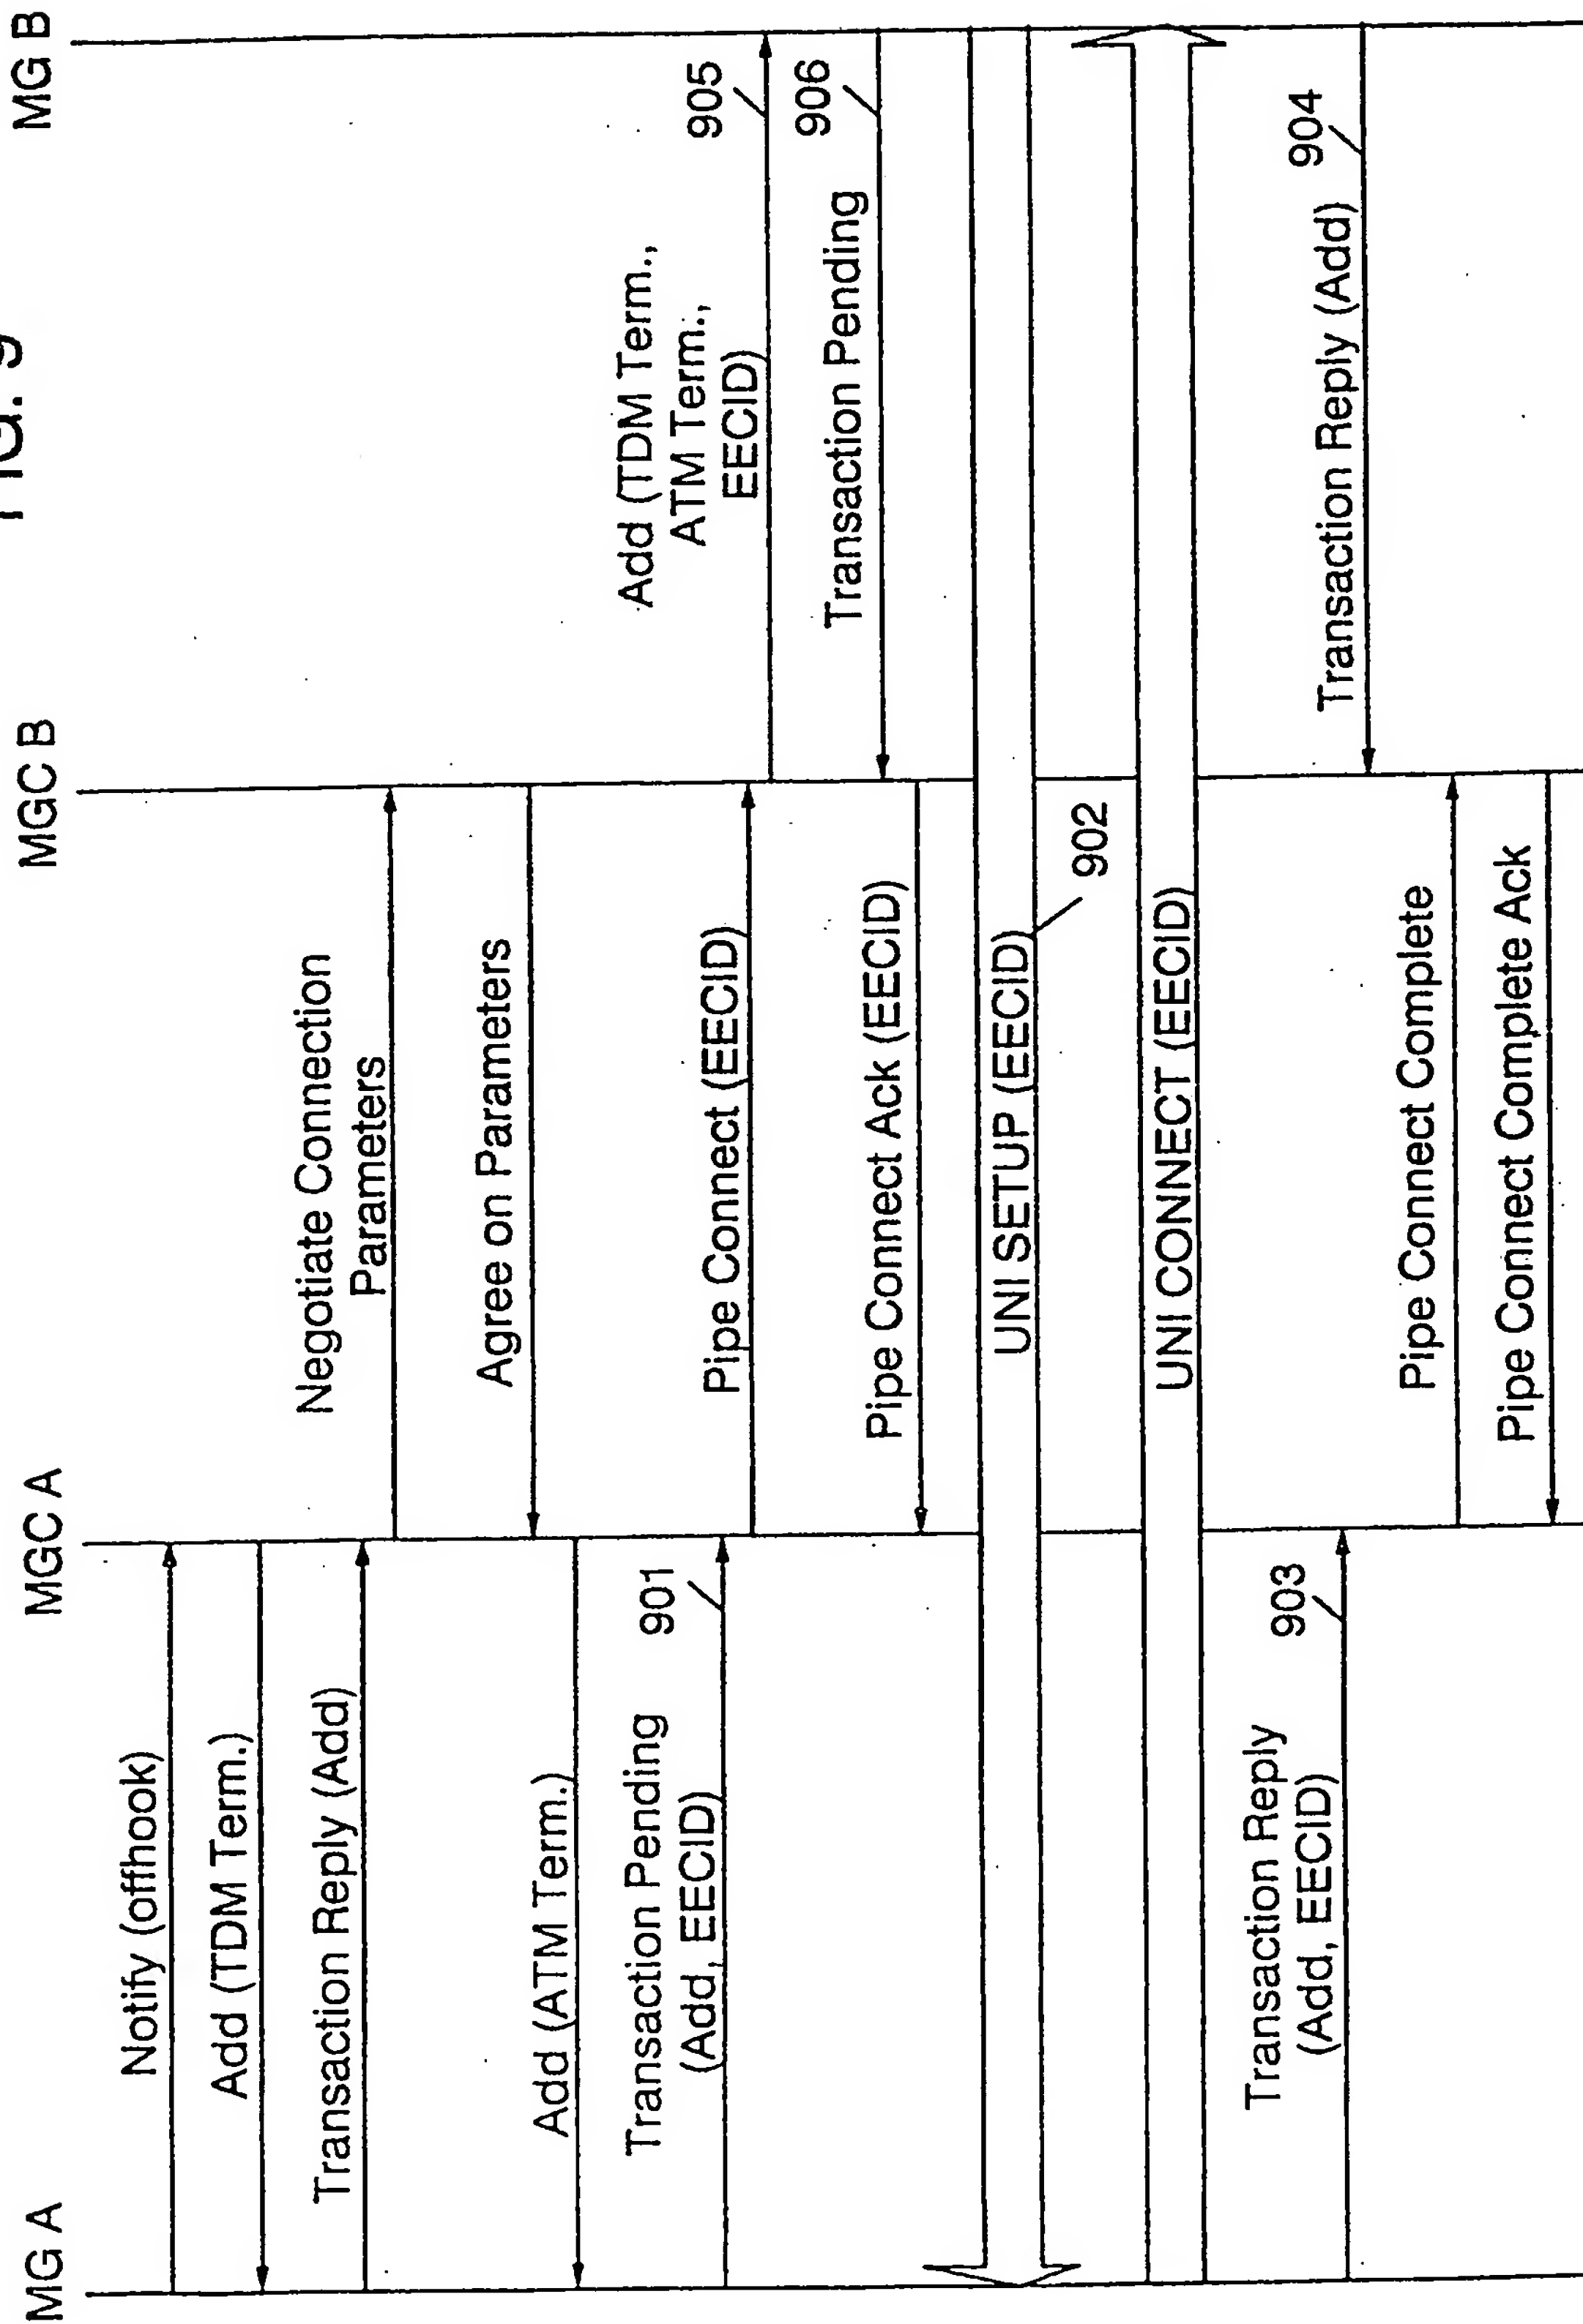 FIG. 9
MG A
MGC A
MGC B
MG B
Notify (offhook)
Add (TDM Term.)
Transaction Reply (Add)
Negotiate Connection
Parameters
Agree on Parameters
Add (ATM Term.)
Transaction Pending
(Add, EECID)
901
Pipe Connect (EECID)
Add (TDM Term.,
ATM Term.,
EECID)
905
Transaction Pending
906
Pipe Connect Ack (EECID)
UNI SETUP (EECID)
902
UNI CONNECT (EECID)
Transaction Reply
(Add, EECID)
903
Transaction Reply (Add)
904
Pipe Connect Complete
Pipe Connect Complete Ack